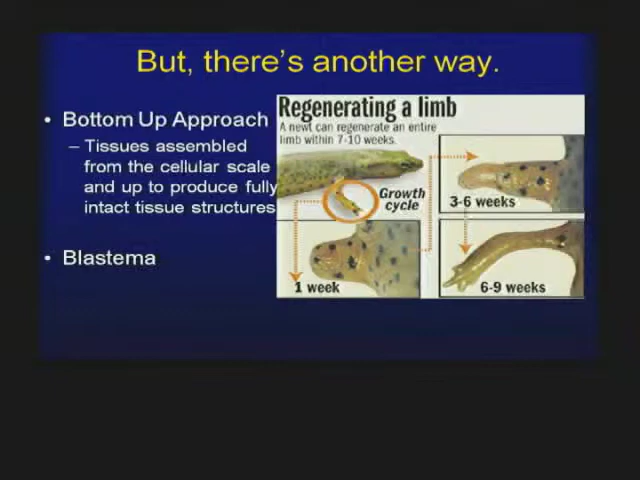 But, there's another way.
• Bottom Up Approach
– Tissues assembled
from the cellular scale
and up to produce fully
intact tissue structures
• Blastema
Regenerating a limb
A newt can regenerate an entire
limb within 7-10 weeks.
Growth
cycle
3-6 weeks
1 week
6-9 weeks